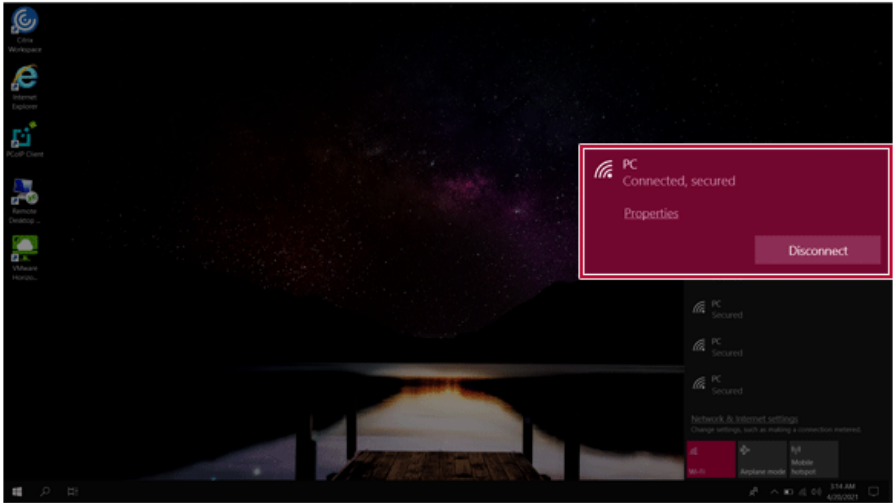 Citrix
Workspace
Internet
Explorer
PCoIP Client
Remote
Desktop ...
VMware
Horizo...
PC
Connected, secured
Properties
Disconnect
PC
Secured
PC
Secured
PC
Secured
Network & Internet settings
Change settings, such as making a connection metered.
Wi-Fi
Airplane mode
Mobile
hotspot
3:14 AM
4/20/2021